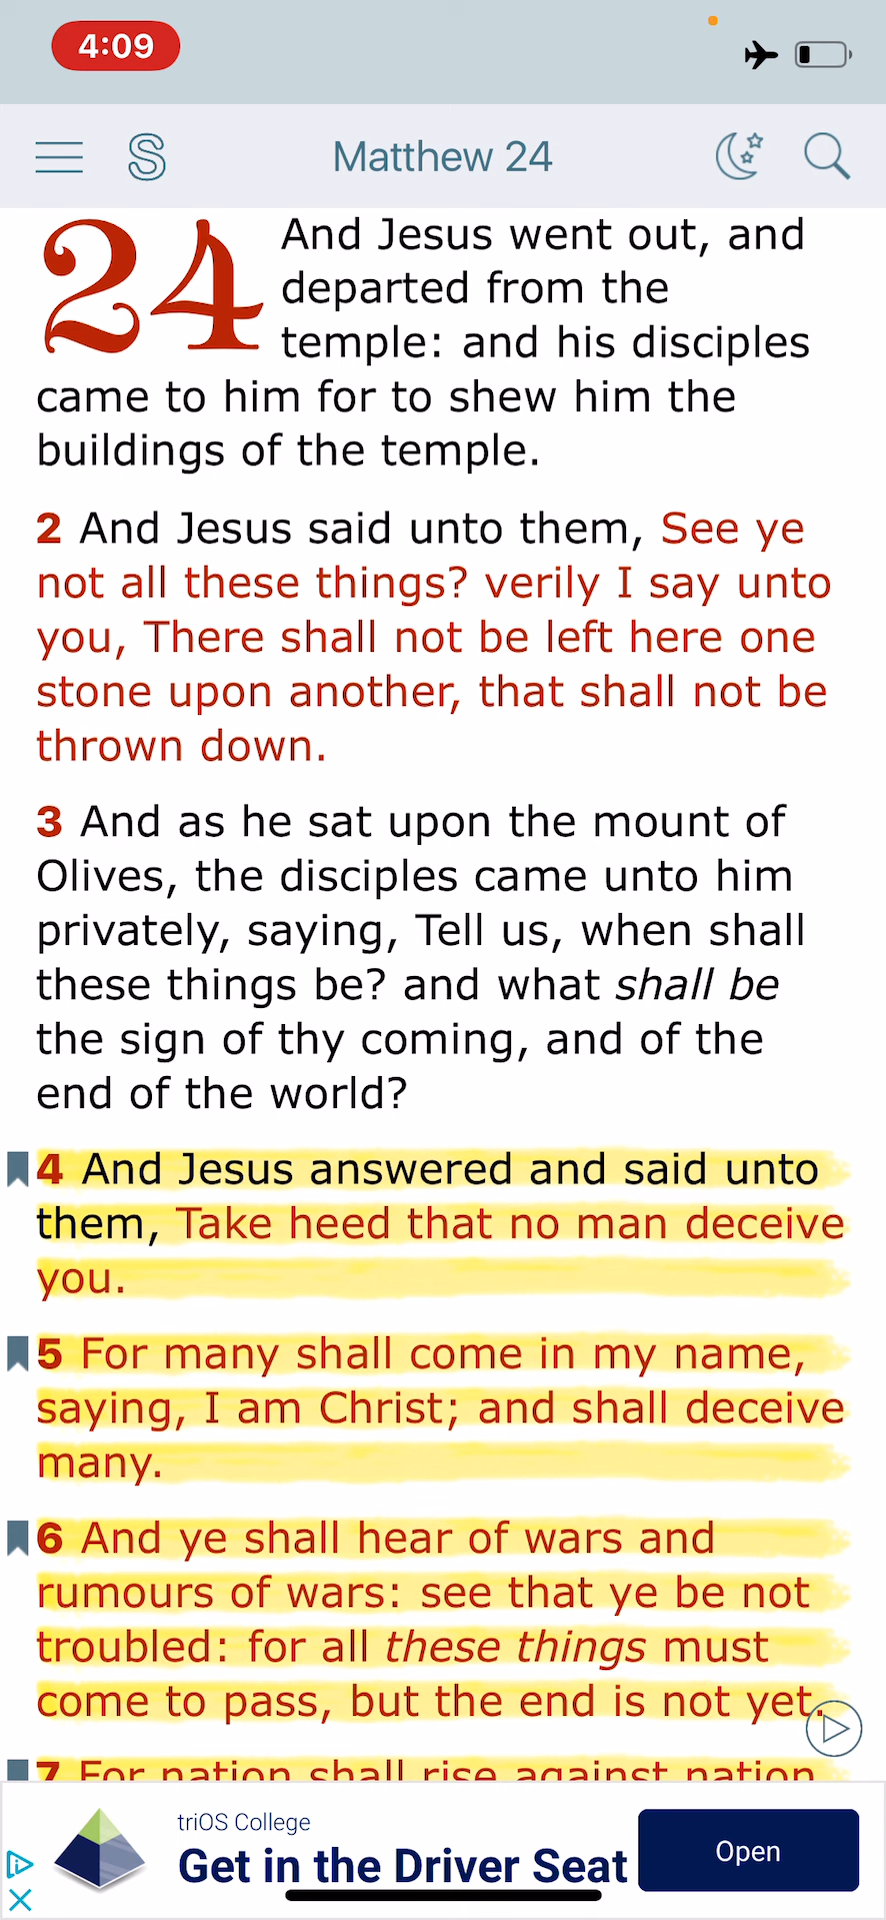 4:09
S
Matthew 24
24 And Jesus went out, and
departed from the
temple: and his disciples
came to him for to shew him the
buildings of the temple.
2 And Jesus said unto them, See ye
not all these things? verily I say unto
you, There shall not be left here one
stone upon another, that shall not be
thrown down.
3 And as he sat upon the mount of
Olives, the disciples came unto him
privately, saying, Tell us, when shall
these things be? and what shall be
the sign of thy coming, and of the
end of the world?
4 And Jesus answered and said unto
them, Take heed that no man deceive
you.
5 For many shall come in my name,
saying, I am Christ; and shall deceive
many.
6 And ye shall hear of wars and
rumours of wars: see that ye be not
troubled: for all these things must
come to pass, but the end is not yet.
7 For nation shall rise against nation
triOS College
Get in the Driver Seat
Open